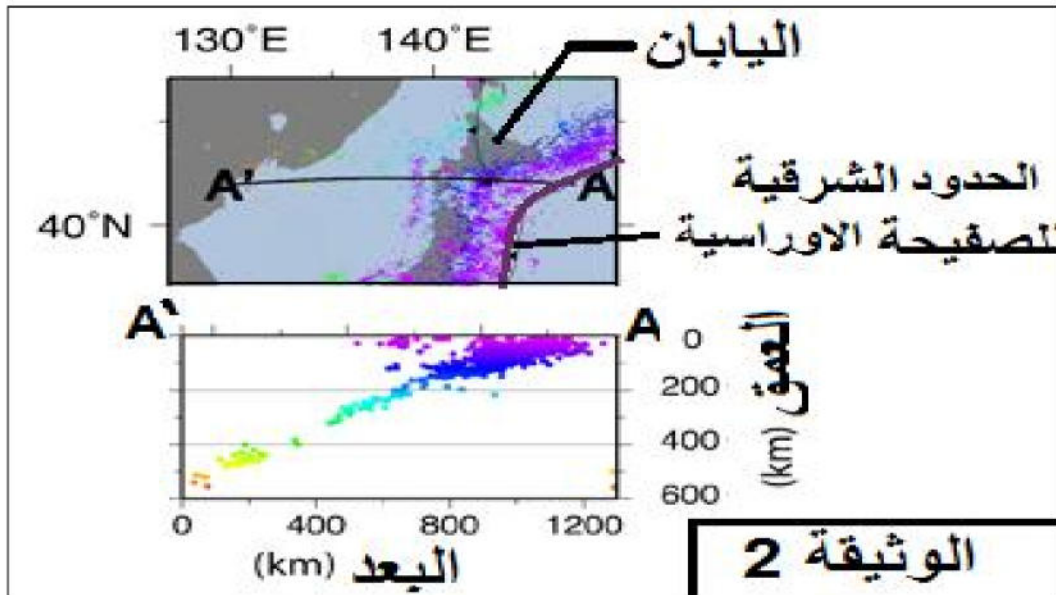 130°E 140°E
اليابان
A' A
الحدود الشرقية
للصفيحة الاوراسية
40°N
A' A
0
200
400
600
العمق (km)
0 400 800 1200
البعد (km)
الوثيقة 2